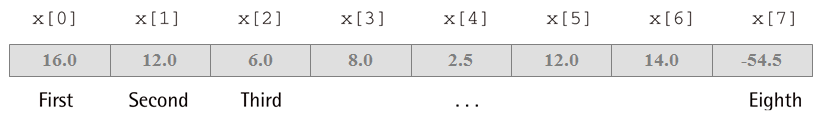 x[0] x[1] x[2] x[3] x[4] x[5] x[6] x[7]
16.0 12.0 6.0 8.0 2.5 12.0 14.0 -54.5
First Second Third ... Eighth